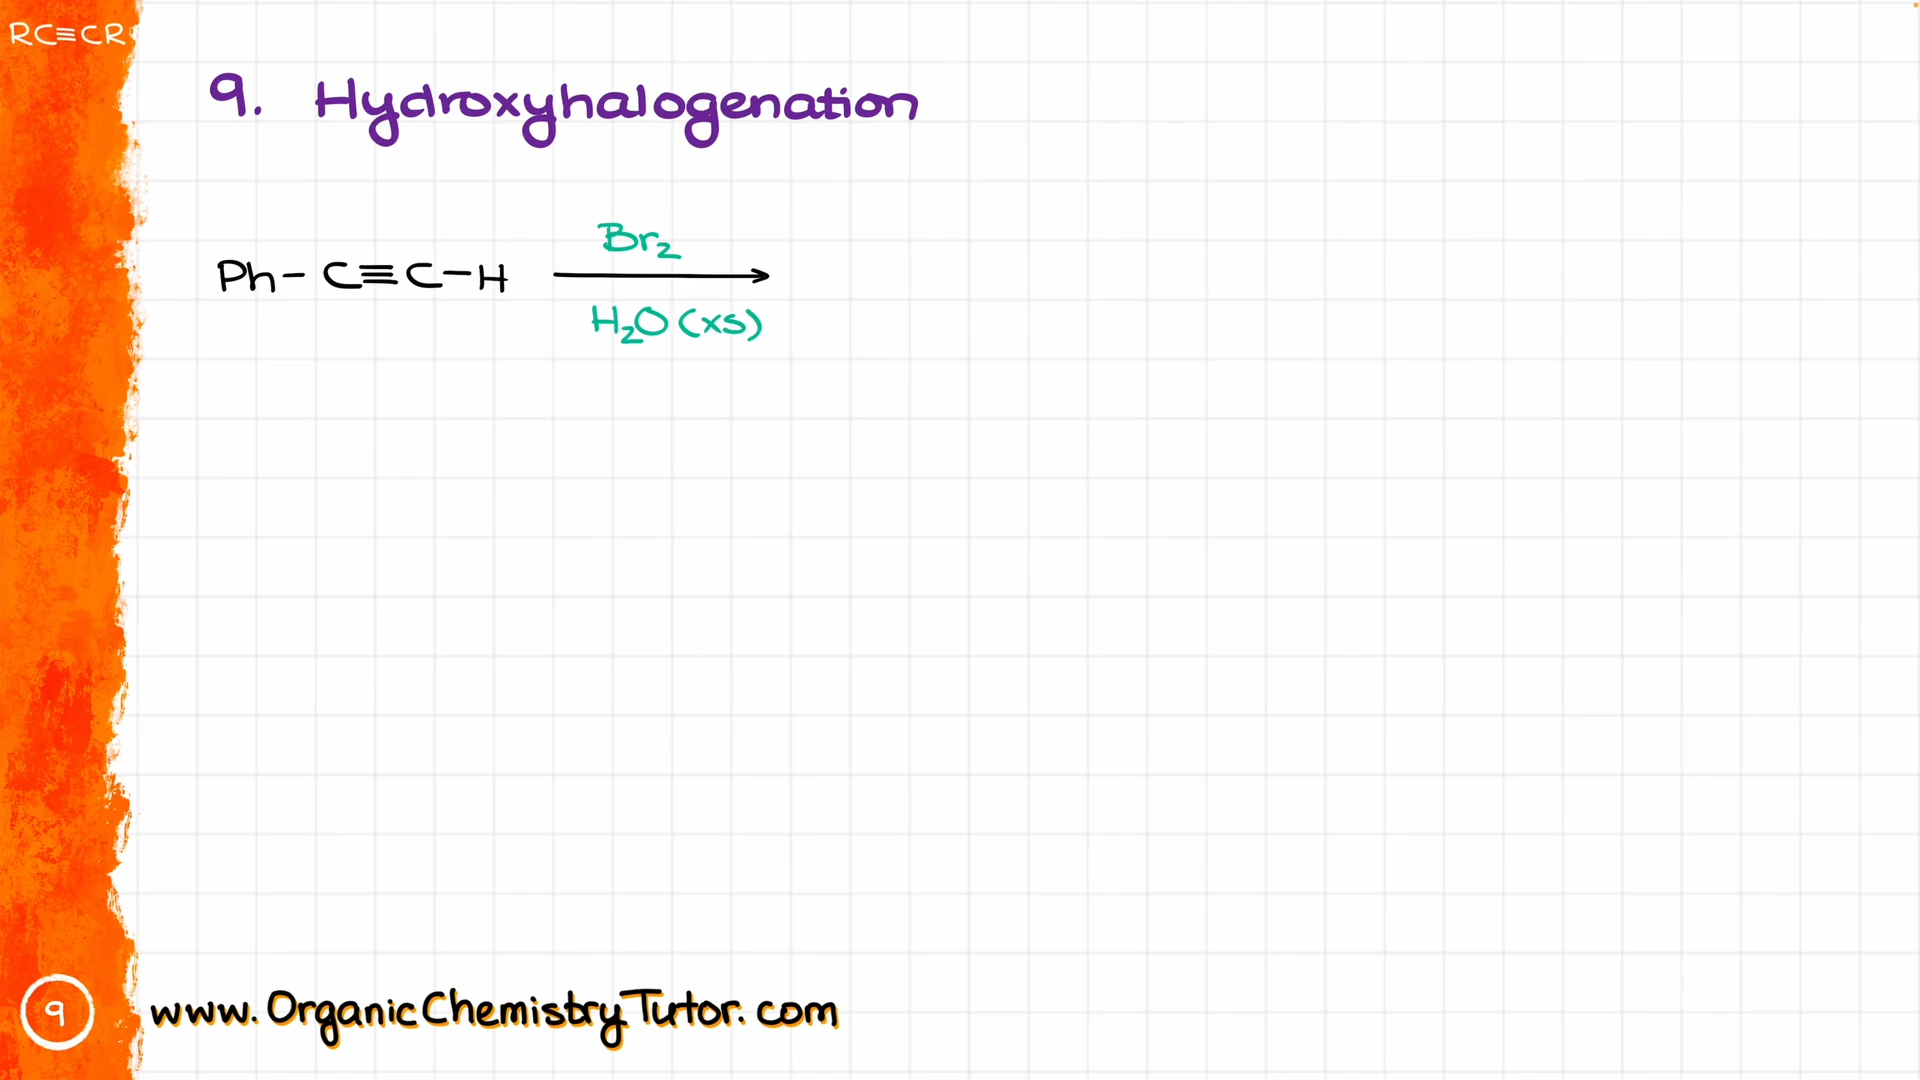 RC≡CR
9. Hydroxyhalogenation
Br₂
Ph–C≡C–H
H₂O (xs)
9
www.OrganicChemistryTutor.com